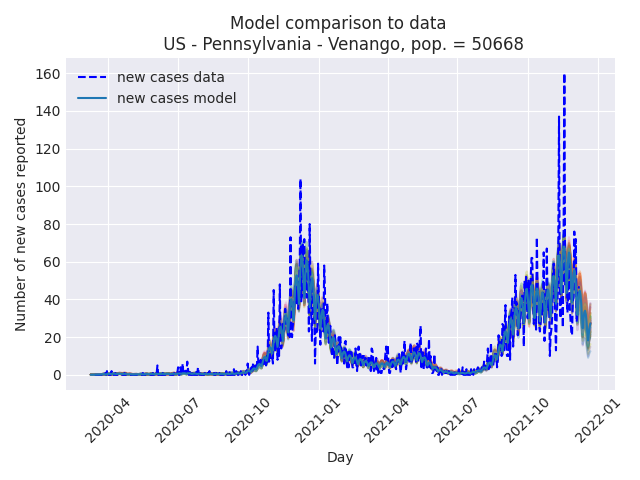 Model comparison to data
US - Pennsylvania - Venango, pop. = 50668
new cases data
new cases model
Number of new cases reported
160
140
120
100
80
60
40
20
0
2020-04
2020-07
2020-10
2021-01
2021-04
2021-07
2021-10
2022-01
Day